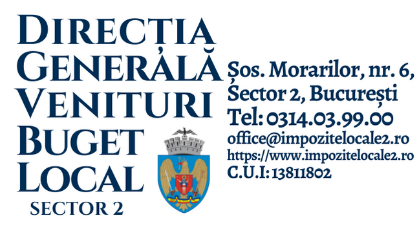 DIRECȚIA
GENERALĂ
VENITURI
BUGET
LOCAL
SECTOR 2
Șos. Morarilor, nr. 6,
Sector 2, București
Tel: 0314.03.99.00
office@impozitelocale2.ro
https://www.impozitelocale2.ro
C.U.I: 13811802